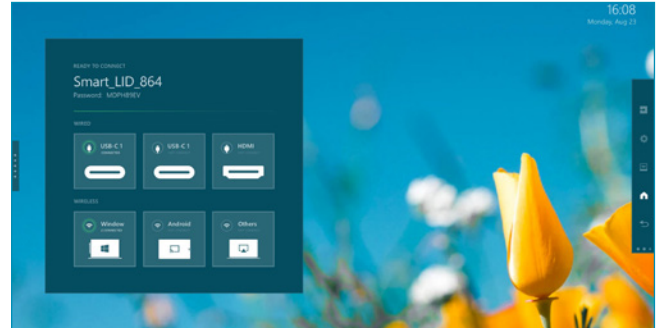 16:08
Monday, Aug 23
READY TO CONNECT
Smart_LID_864
Password: MDPH89EV
WIRED
USB-C 1
CONNECTED
USB-C 1
HDMI
WIRELESS
Window
Android
Others